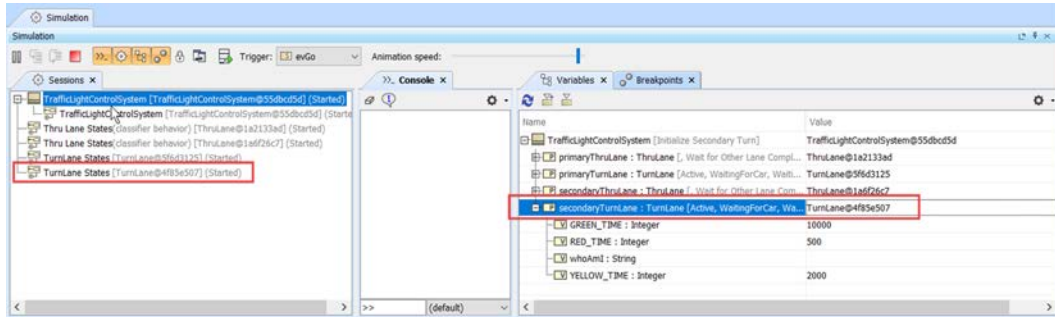 Simulation
Simulation
Trigger: evGo Animation speed:
Sessions
TrafficLightControlSystem [TrafficLightControlSystem@55dbcd5d] (Started)
TrafficLightControlSystem [TrafficLightControlSystem@55dbcd5d] (Starte
Thru Lane States(classifier behavior) [ThruLane@1a2133ad] (Started)
Thru Lane States(classifier behavior) [ThruLane@1a6f26c7] (Started)
TurnLane States [TurnLane@5f6d3125] (Started)
TurnLane States [TurnLane@4f85e507] (Started)
Console
>> (default)
Variables Breakpoints
Name Value
TrafficLightControlSystem [Initialize Secondary Turn] TrafficLightControlSystem@55dbcd5d
primaryThruLane : ThruLane [, Wait for Other Lane Compl... ThruLane@1a2133ad
primaryTurnLane : TurnLane [Active, WaitingForCar, Waiti... TurnLane@5f6d3125
secondaryThruLane : ThruLane [, Wait for Other Lane Com... ThruLane@1a6f26c7
secondaryTurnLane : TurnLane [Active, WaitingForCar, Wa... TurnLane@4f85e507
GREEN_TIME : Integer 10000
RED_TIME : Integer 500
whoAmI : String
YELLOW_TIME : Integer 2000